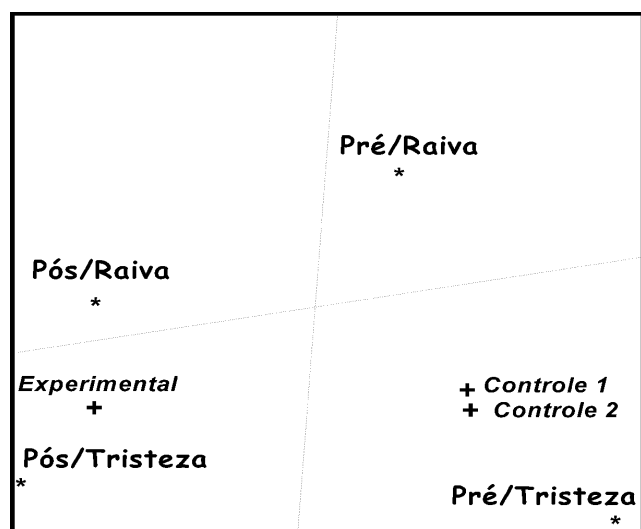 Pré/Raiva
*
Pós/Raiva
*
Experimental
+
+ Controle 1
+ Controle 2
Pós/Tristeza
*
Pré/Tristeza
*